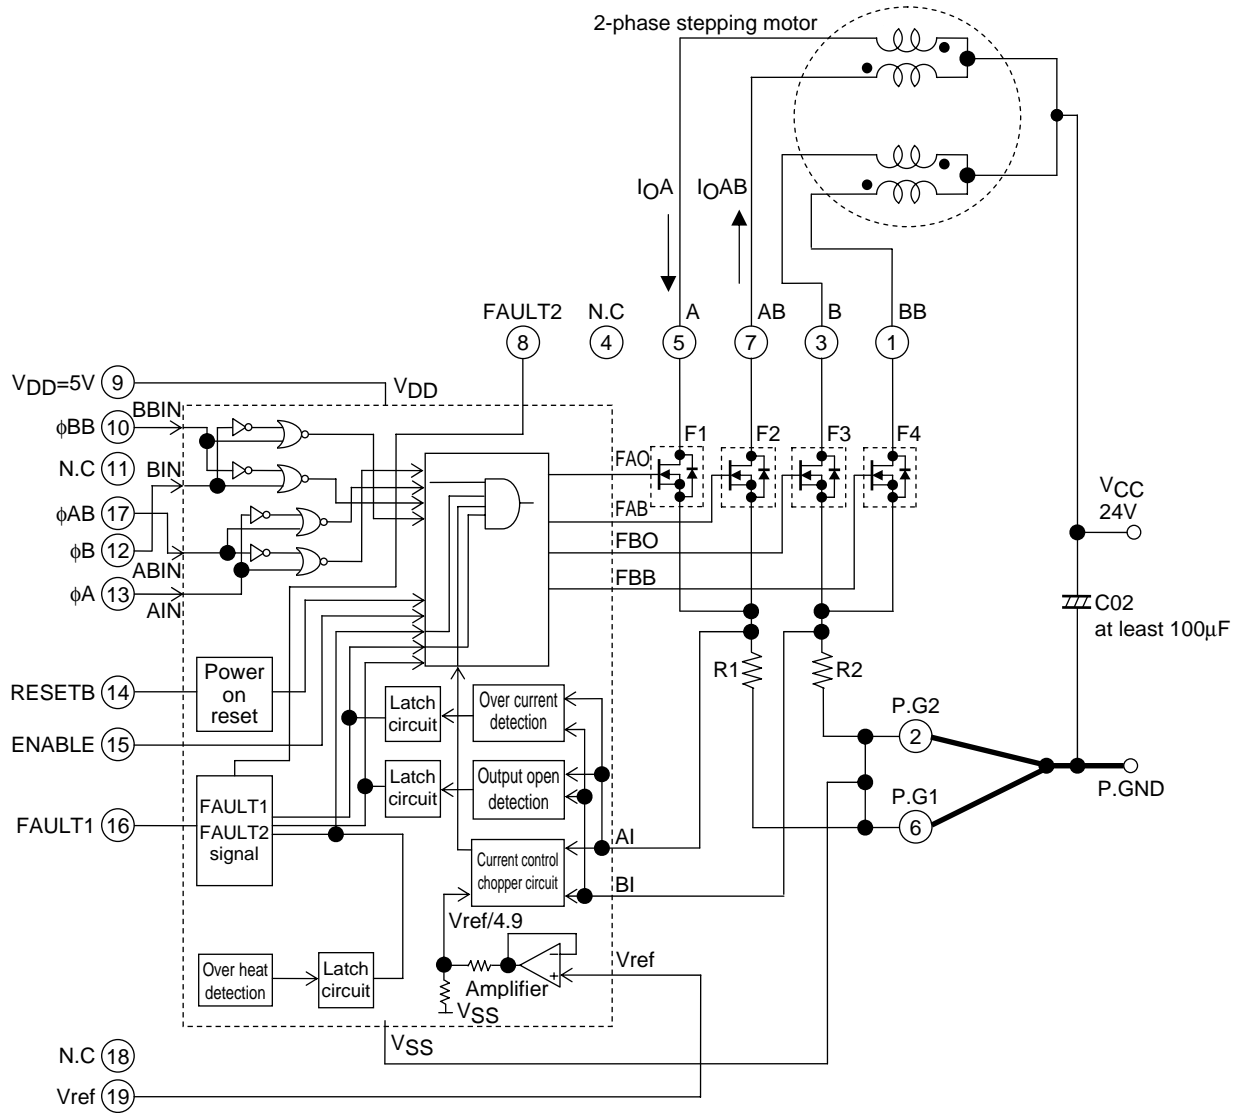 2-phase stepping motor
IOA
IOAB
FAULT2
N.C
A
AB
B
BB
8
4
5
7
3
1
VDD=5V
9
VDD
φBB
10
BBIN
N.C
11
BIN
φAB
17
φB
12
ABIN
φA
13
AIN
F1
F2
F3
F4
FAO
FAB
FBO
FBB
VCC
24V
C02
at least 100μF
R1
R2
RESETB
14
Power
on
reset
ENABLE
15
Latch
circuit
Over current
detection
Latch
circuit
Output open
detection
P.G2
2
P.GND
P.G1
6
FAULT1
16
FAULT1
FAULT2
signal
Current control
chopper circuit
AI
BI
Vref/4.9
Over heat
detection
Latch
circuit
Amplifier
−
+
Vref
VSS
VSS
N.C
18
Vref
19